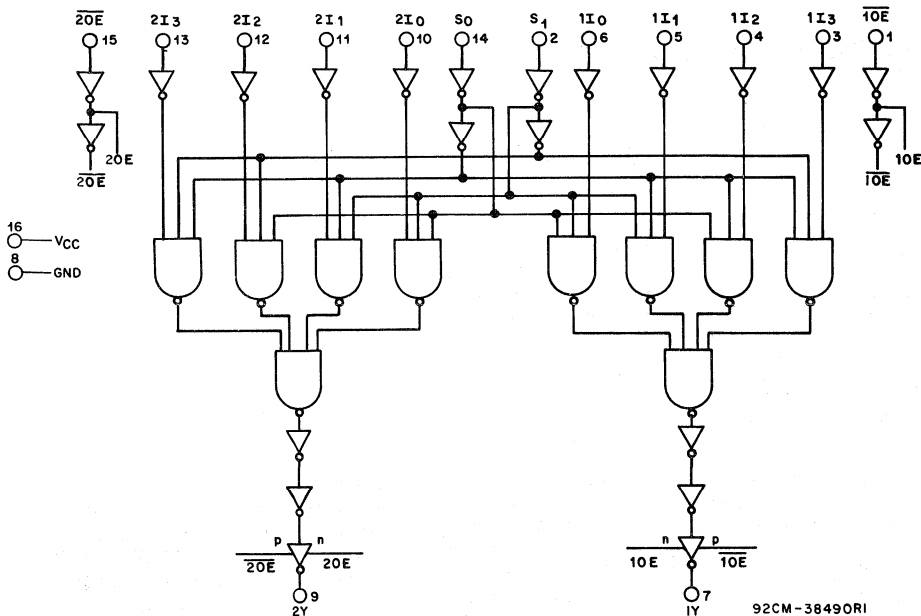 2OE 2I3 2I2 2I1 2I0 S0 S1 1I0 1I1 1I2 1I3 1OE
15 13 12 11 10 14 2 6 5 4 3 1
2OE 1OE
2OE 1OE
16
VCC
8
GND
p n n p
2OE 2OE 1OE 1OE
9 7
2Y 1Y
92CM-38490R1